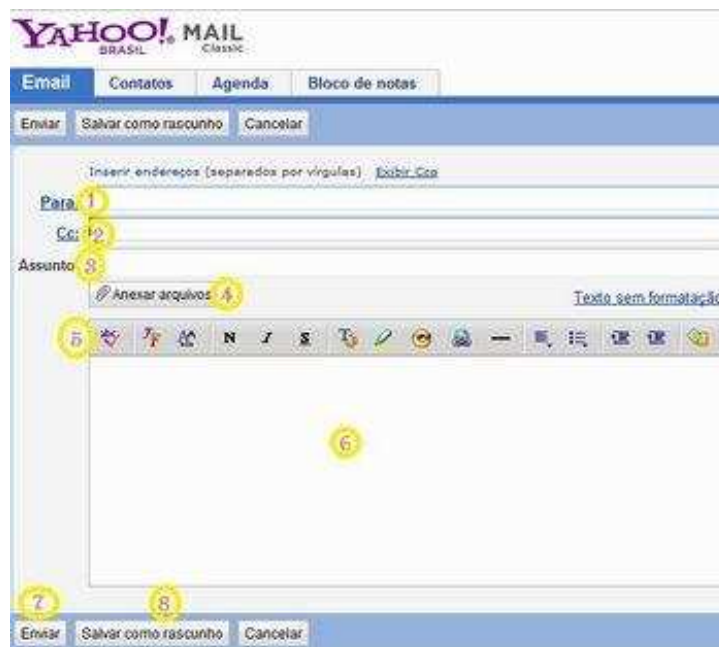 YAHOO! MAIL
BRASIL Classic
Email Contatos Agenda Bloco de notas
Enviar Salvar como rascunho Cancelar
Inserir endereços (separados por vírgulas) Exibir Cco
Para: 1
Cc: 2
Assunto 3
Anexar arquivos 4 Texto sem formatação
5 N I S
6
7 8
Enviar Salvar como rascunho Cancelar